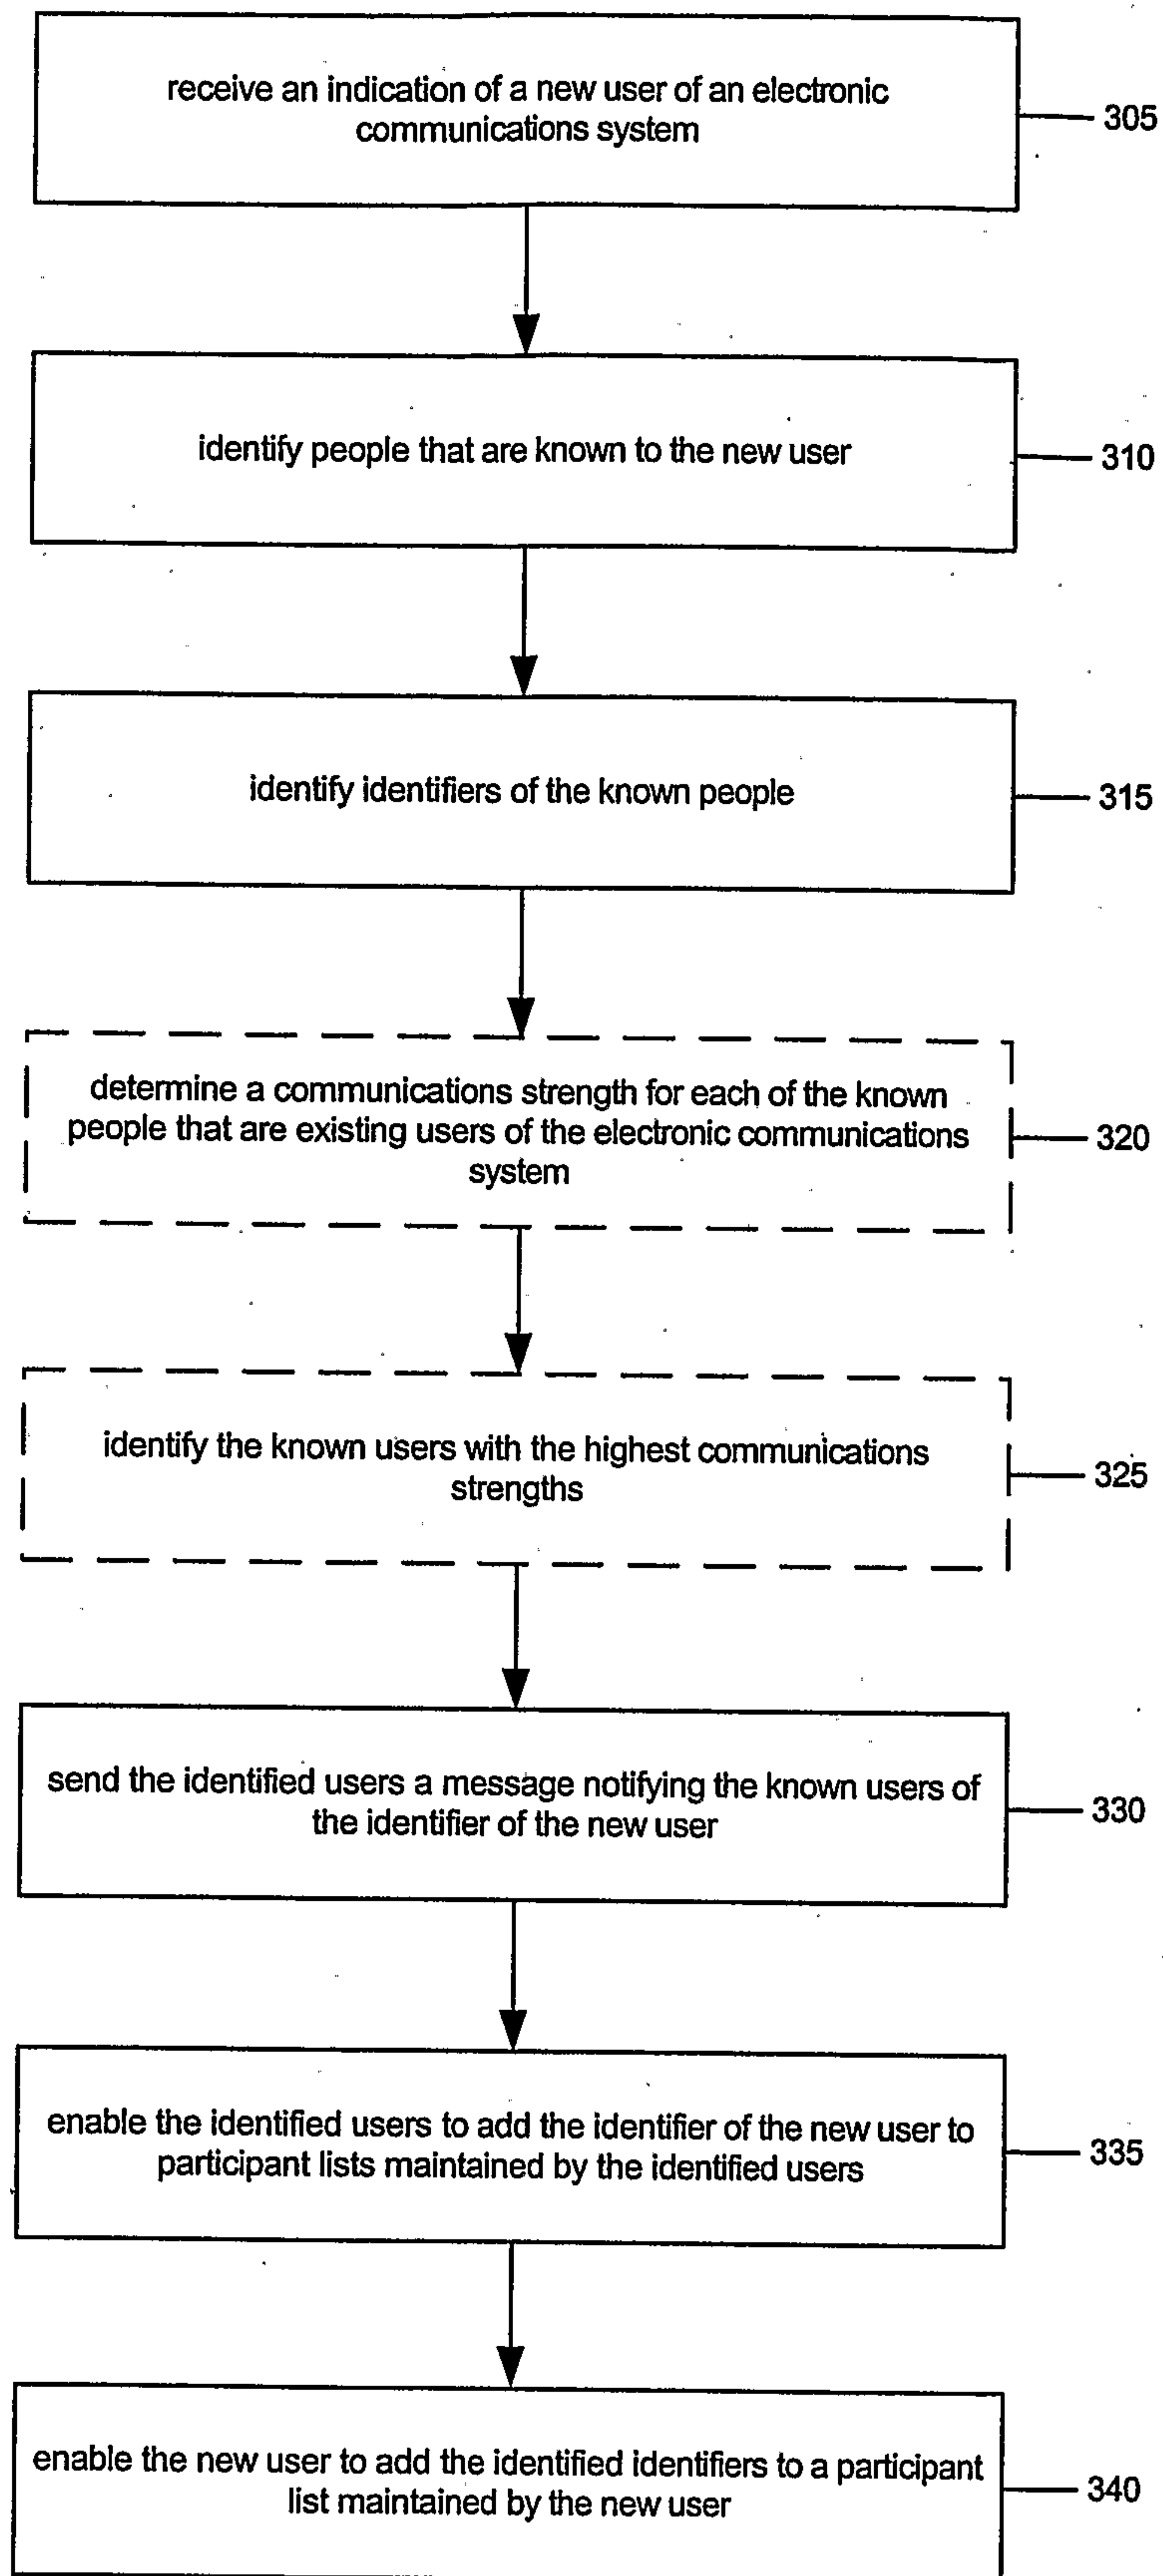 receive an indication of a new user of an electronic
communications system
305
identify people that are known to the new user
310
identify identifiers of the known people
315
determine a communications strength for each of the known
people that are existing users of the electronic communications
system
320
identify the known users with the highest communications
strengths
325
send the identified users a message notifying the known users of
the identifier of the new user
330
enable the identified users to add the identifier of the new user to
participant lists maintained by the identified users
335
enable the new user to add the identified identifiers to a participant
list maintained by the new user
340